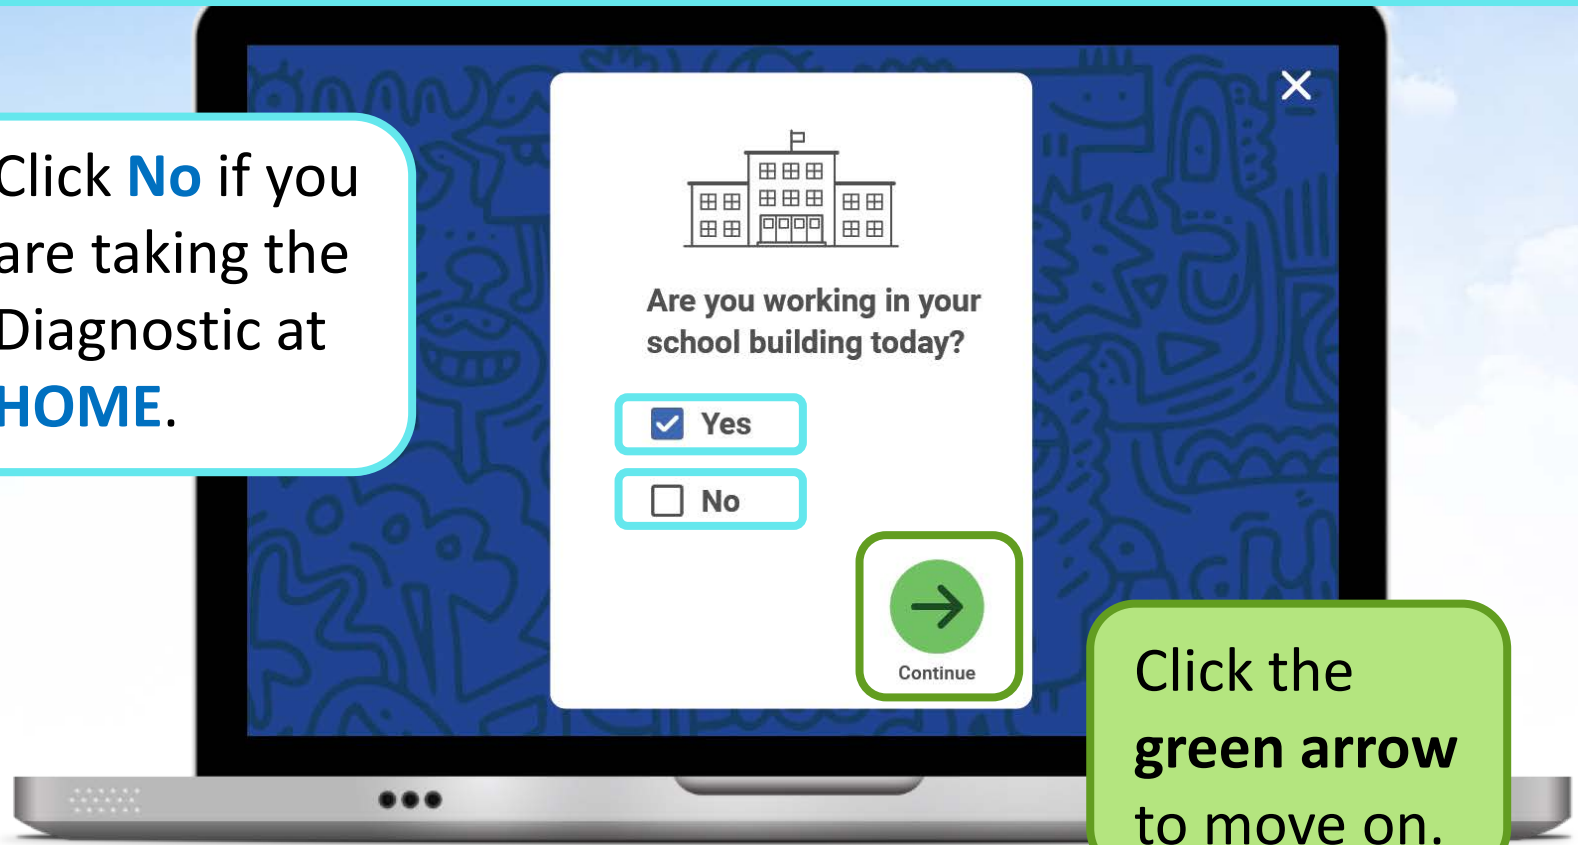 Click No if you
are taking the
Diagnostic at
HOME.
Are you working in your
school building today?
Yes
No
Continue
Click the
green arrow
to move on.